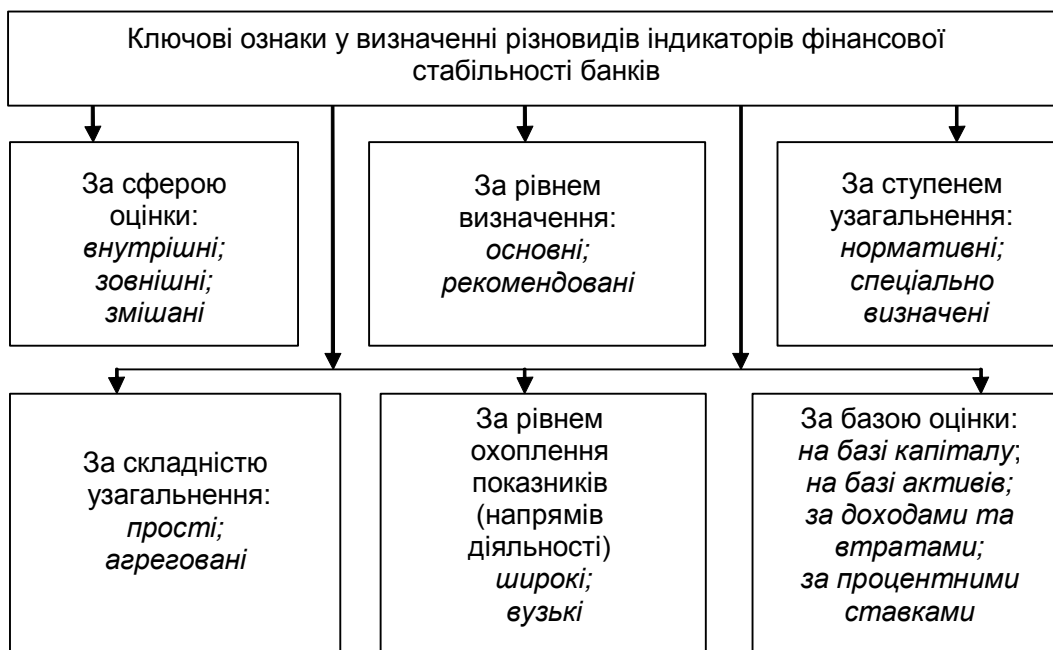 Ключові ознаки у визначенні різновидів індикаторів фінансової
стабільності банків
За сферою
оцінки:
внутрішні;
зовнішні;
змішані
За рівнем
визначення:
основні;
рекомендовані
За ступенем
узагальнення:
нормативні;
спеціально
визначені
За складністю
узагальнення:
прості;
агреговані
За рівнем
охоплення
показників
(напрямів
діяльності)
широкі;
вузькі
За базою оцінки:
на базі капіталу;
на базі активів;
за доходами та
втратами;
за процентними
ставками